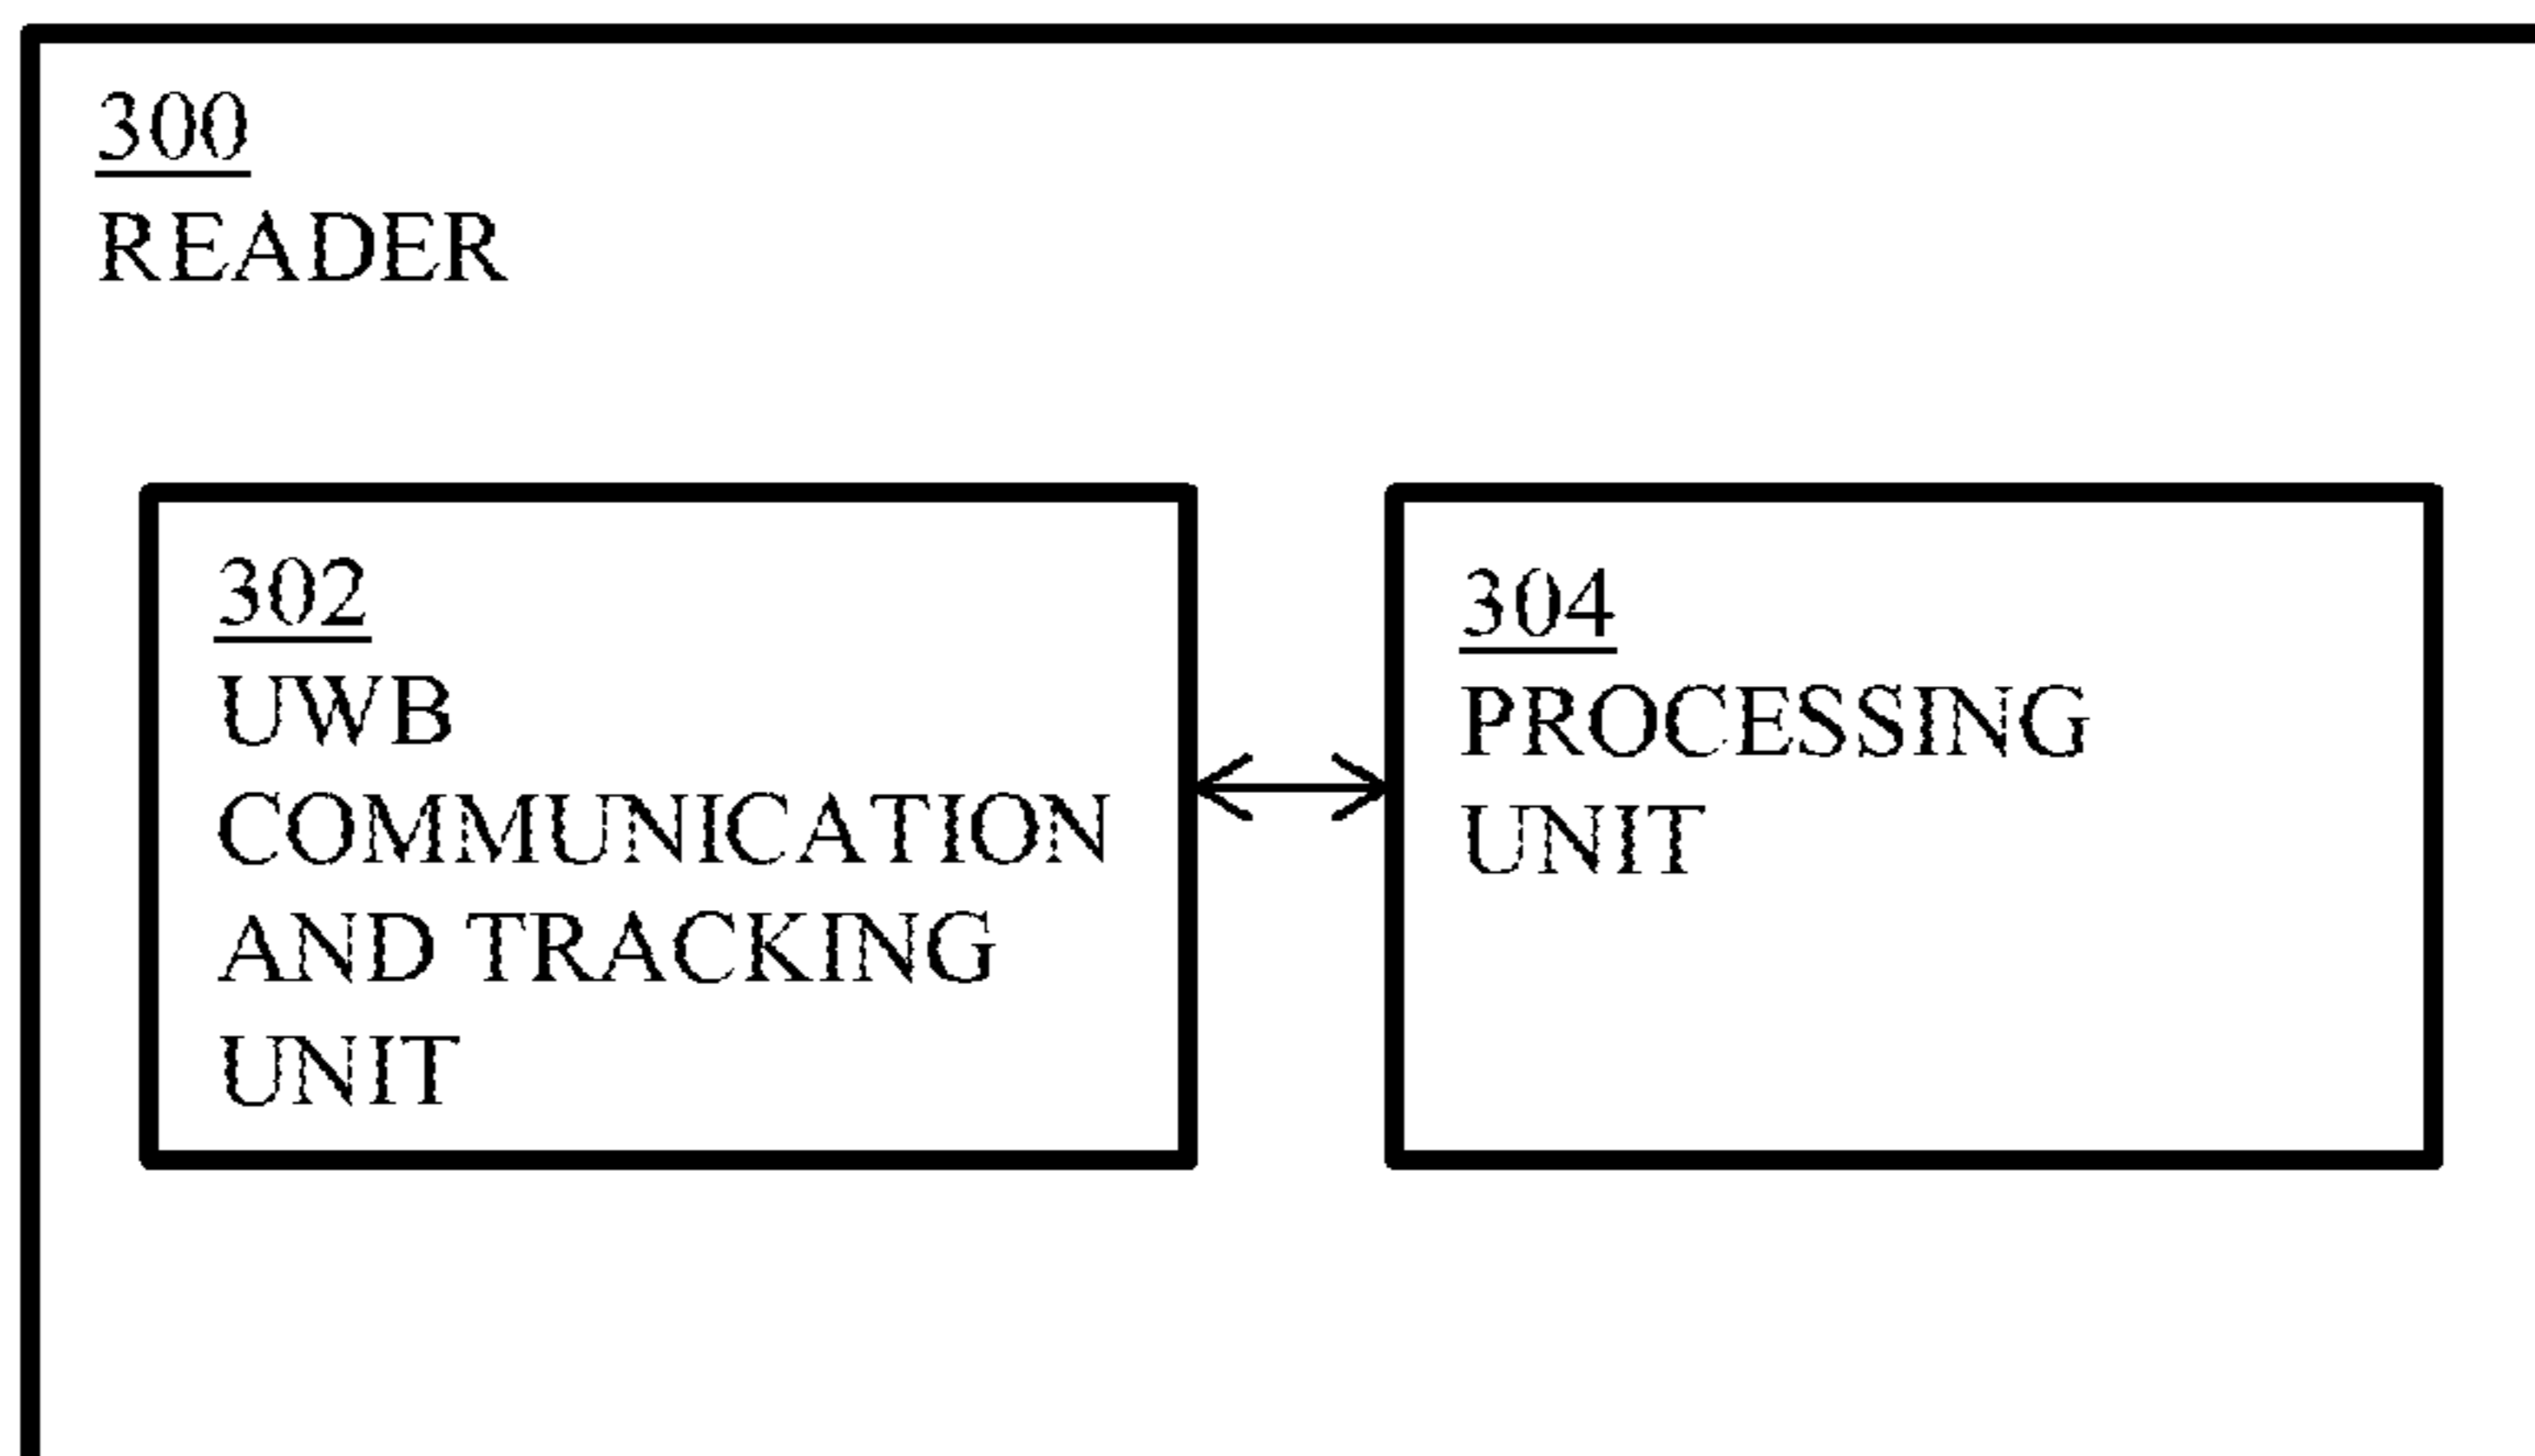 300
READER
302
UWB
COMMUNICATION
AND TRACKING
UNIT
304
PROCESSING
UNIT